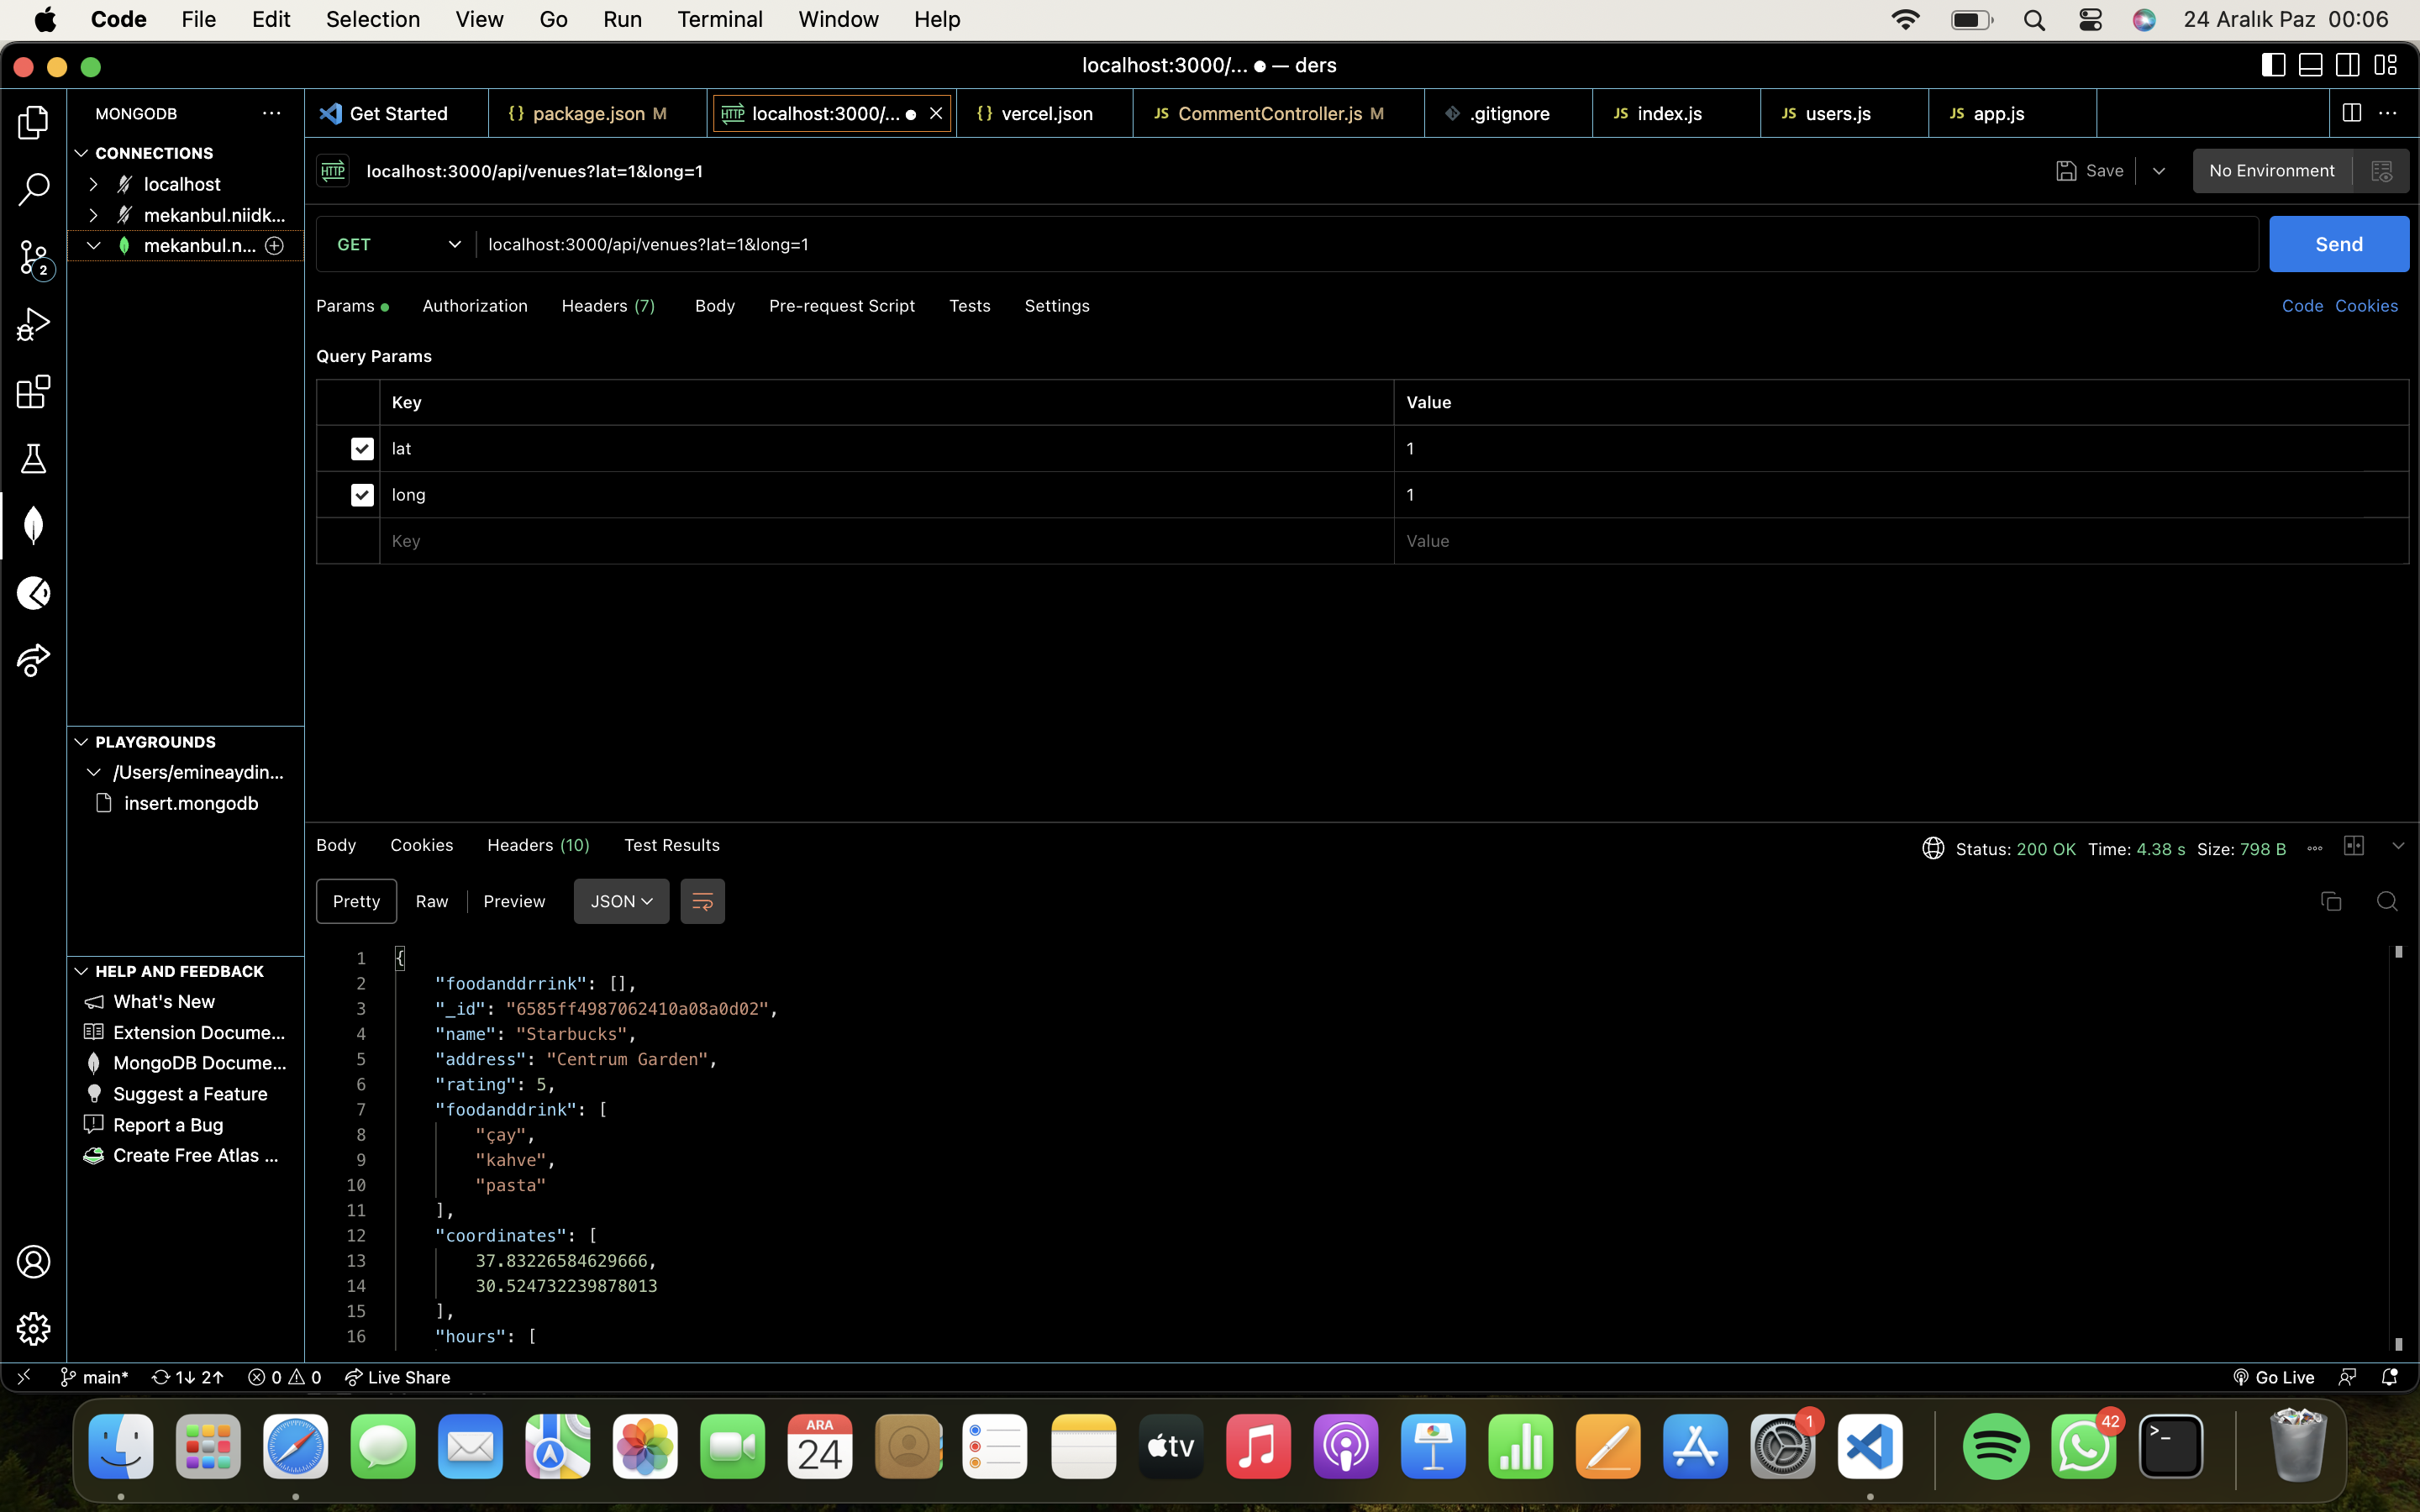 Code File Edit Selection View Go Run Terminal Window Help 24 Aralık Paz 00:06
localhost:3000/... ● — ders
MONGODB ...
Get Started
{} package.json M
HTTP localhost:3000/... ●
{} vercel.json
JS CommentController.js M
.gitignore
JS index.js
JS users.js
JS app.js
CONNECTIONS
localhost
mekanbul.niidk...
mekanbul.n...
PLAYGROUNDS
/Users/emineaydin...
insert.mongodb
HELP AND FEEDBACK
What's New
Extension Docume...
MongoDB Docume...
Suggest a Feature
Report a Bug
Create Free Atlas ...
HTTP localhost:3000/api/venues?lat=1&long=1 Save No Environment
GET localhost:3000/api/venues?lat=1&long=1 Send
Params Authorization Headers (7) Body Pre-request Script Tests Settings Code Cookies
Query Params
Key Value
lat 1
long 1
Key Value
Body Cookies Headers (10) Test Results Status: 200 OK Time: 4.38 s Size: 798 B
Pretty Raw Preview JSON
1 {
2 "foodanddrrink": [],
3 "_id": "6585ff4987062410a08a0d02",
4 "name": "Starbucks",
5 "address": "Centrum Garden",
6 "rating": 5,
7 "foodanddrink": [
8 "çay",
9 "kahve",
10 "pasta"
11 ],
12 "coordinates": [
13 37.83226584629666,
14 30.524732239878013
15 ],
16 "hours": [
2
main* 1↓ 2↑ 0 0 Live Share Go Live
ARA
24
tv
1
42
>_